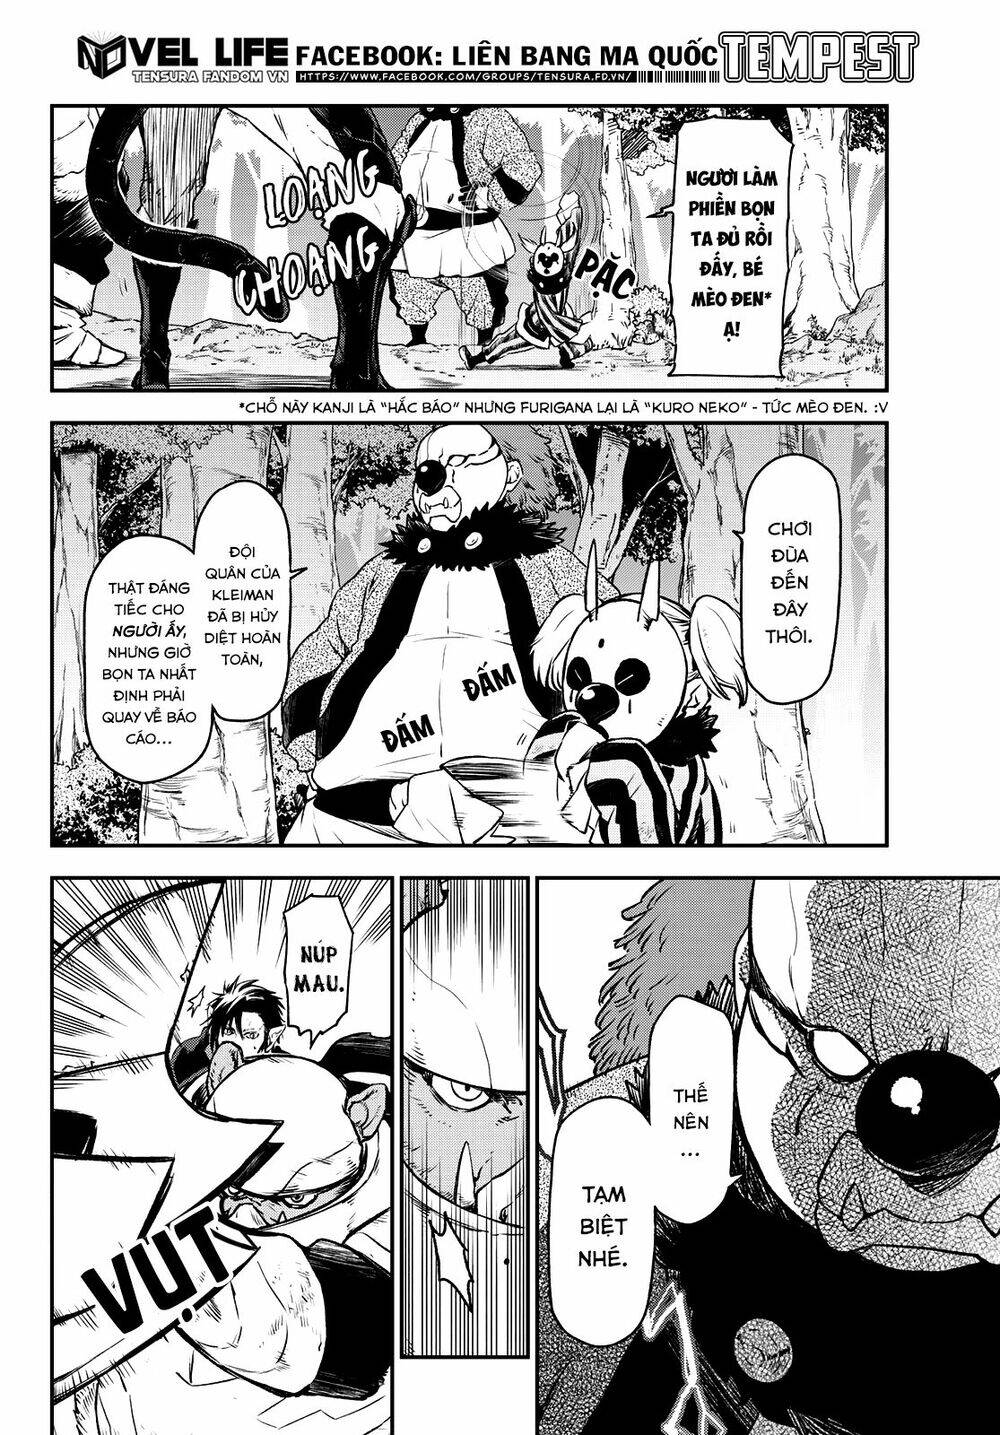 NOVEL LIFE
TENSURA FANDOM VN
FACEBOOK: LIÊN BANG MA QUỐC
HTTPS://WWW.FACEBOOK.COM/GROUPS/TENSURA.FD.VN/
TEMPEST
NGƯƠI LÀM
PHIỀN BỌN
TA ĐỦ RỒI
ĐẤY, BÉ
MÈO ĐEN*
Ạ!
PẶC
LOẠNG
CHOẠNG
*CHỖ NÀY KANJI LÀ "HẮC BÁO" NHƯNG FURIGANA LẠI LÀ "KURO NEKO" - TỨC MÈO ĐEN. :V
CHƠI
ĐÙA
ĐẾN
ĐÂY
THÔI.
ĐẤM
ĐẤM
ĐỘI
QUÂN CỦA
KLEIMAN
ĐÃ BỊ HỦY
DIỆT HOÀN
TOÀN,
THẬT ĐÁNG
TIẾC CHO
NGƯỜI ẤY,
NHƯNG GIỜ
BỌN TA NHẤT
ĐỊNH PHẢI
QUAY VỀ BÁO
CÁO...
THẾ
NÊN
...
TẠM
BIỆT
NHÉ.
NÚP
MAU.
VỤT